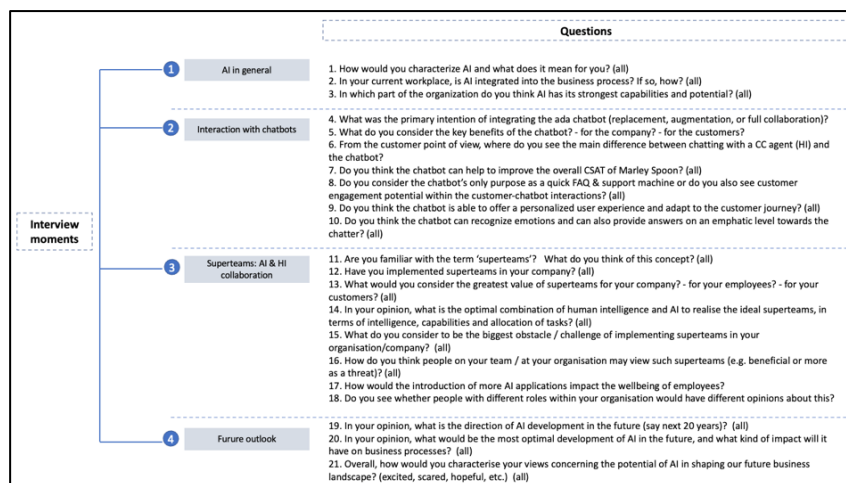 Questions
1
AI in general
1. How would you characterize AI and what does it mean for you? (all)
2. In your current workplace, is AI integrated into the business process? If so, how? (all)
3. In which part of the organization do you think AI has its strongest capabilities and potential? (all)
2
Interaction with chatbots
4. What was the primary intention of integrating the ada chatbot (replacement, augmentation, or full collaboration)?
5. What do you consider the key benefits of the chatbot? - for the company? - for the customers?
6. From the customer point of view, where do you see the main difference between chatting with a CC agent (HI) and
the chatbot?
7. Do you think the chatbot can help to improve the overall CSAT of Marley Spoon? (all)
8. Do you consider the chatbot's only purpose as a quick FAQ & support machine or do you also see customer
engagement potential within the customer-chatbot interactions? (all)
9. Do you think the chatbot is able to offer a personalized user experience and adapt to the customer journey? (all)
10. Do you think the chatbot can recognize emotions and can also provide answers on an emphatic level towards the
chatter? (all)
Interview
moments
3
Superteams: AI & HI
collaboration
11. Are you familiar with the term 'superteams'? What do you think of this concept? (all)
12. Have you implemented superteams in your company? (all)
13. What would you consider the greatest value of superteams for your company? - for your employees? - for your
customers? (all)
14. In your opinion, what is the optimal combination of human intelligence and AI to realise the ideal superteams, in
terms of intelligence, capabilities and allocation of tasks? (all)
15. What do you consider to be the biggest obstacle / challenge of implementing superteams in your
organisation/company? (all)
16. How do you think people on your team / at your organisation may view such superteams (e.g. beneficial or more
as a threat)? (all)
17. How would the introduction of more AI applications impact the wellbeing of employees?
18. Do you see whether people with different roles within your organisation would have different opinions about this?
4
Furure outlook
19. In your opinion, what is the direction of AI development in the future (say next 20 years)? (all)
20. In your opinion, what would be the most optimal development of AI in the future, and what kind of impact will it
have on business processes? (all)
21. Overall, how would you characterise your views concerning the potential of AI in shaping our future business
landscape? (excited, scared, hopeful, etc.) (all)